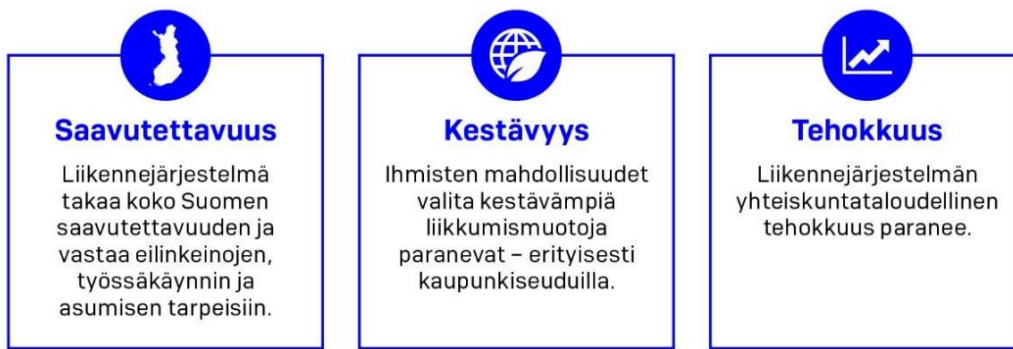 Saavutettavuus
Liikennejärjestelmä
takaa koko Suomen
saavutettavuuden ja
vastaa eilinkeinojen,
työssäkäynnin ja
asumisen tarpeisiin.
Kestävyys
Ihmisten mahdollisuudet
valita kestävämpiä
liikkumismuotoja
paranevat – erityisesti
kaupunkiseuduilla.
Tehokkuus
Liikennejärjestelmän
yhteiskuntataloudellinen
tehokkuus paranee.